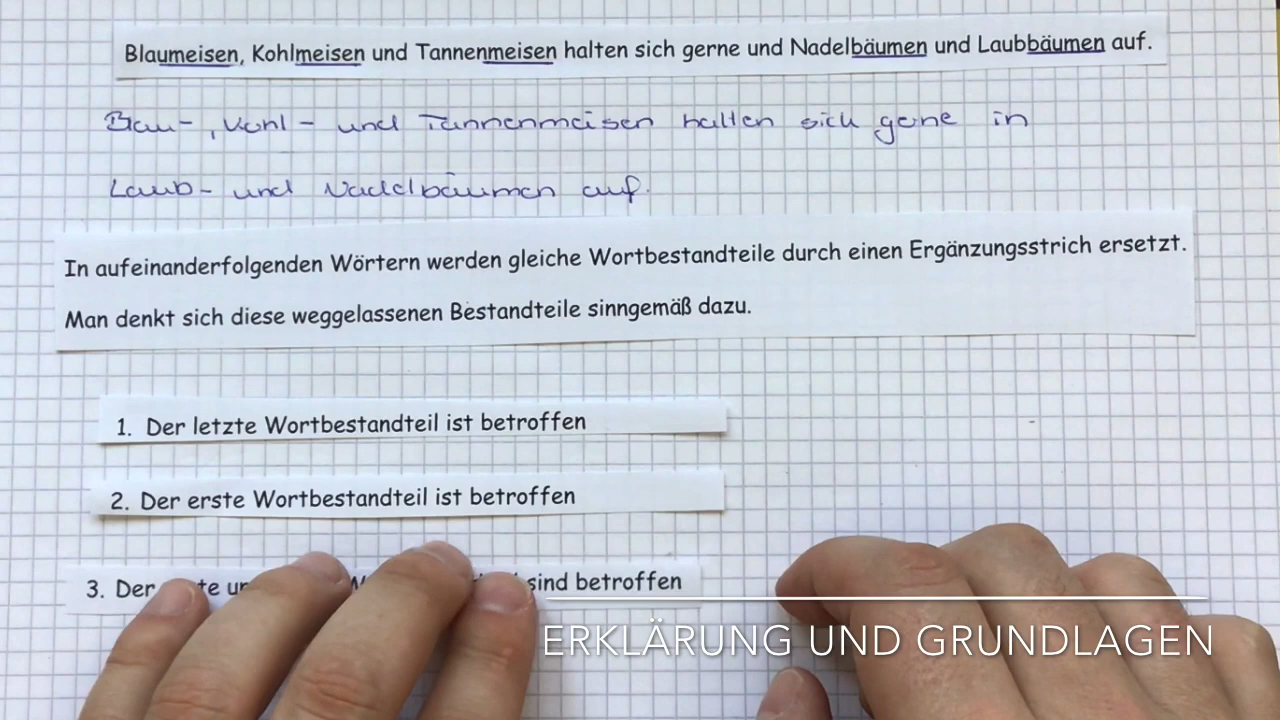 Blaumeisen, Kohlmeisen und Tannenmeisen halten sich gerne und Nadelbäumen und Laubbäumen auf.
Blau-, Kohl- und Tannenmeisen halten sich gerne in
Laub- und Nadelbäumen auf.
In aufeinanderfolgenden Wörtern werden gleiche Wortbestandteile durch einen Ergänzungsstrich ersetzt.
Man denkt sich diese weggelassenen Bestandteile sinngemäß dazu.
1. Der letzte Wortbestandteil ist betroffen
2. Der erste Wortbestandteil ist betroffen
3. Der sind betroffen
ERKLÄRUNG UND GRUNDLAGEN